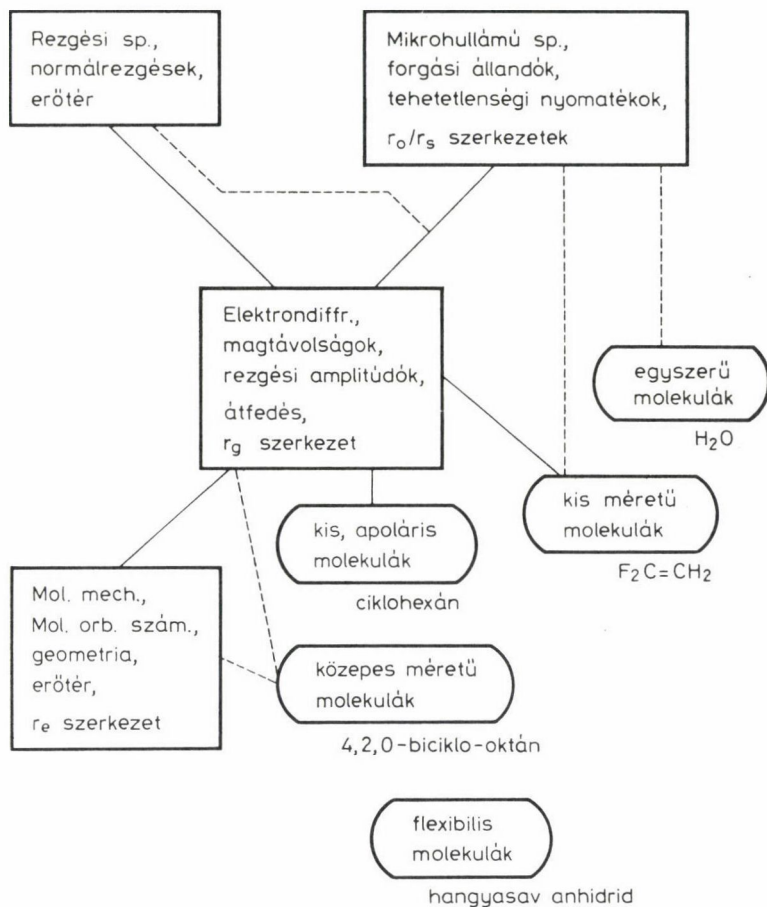 Rezgési sp.,
normálrezgések,
erőtér
Mikrohullámú sp.,
forgási állandók,
tehetetlenségi nyomatékok,
r₀/rₛ szerkezetek
Elektrondiffr.,
magtávolságok,
rezgési amplitúdók,
átfedés,
r_g szerkezet
egyszerű
molekulák
H₂O
kis méretű
molekulák
F₂C=CH₂
kis, apoláris
molekulák
ciklohexán
Mol. mech.,
Mol. orb. szám.,
geometria,
erőtér,
rₑ szerkezet
közepes méretű
molekulák
4,2,0-biciklo-oktán
flexibilis
molekulák
hangyasav anhidrid